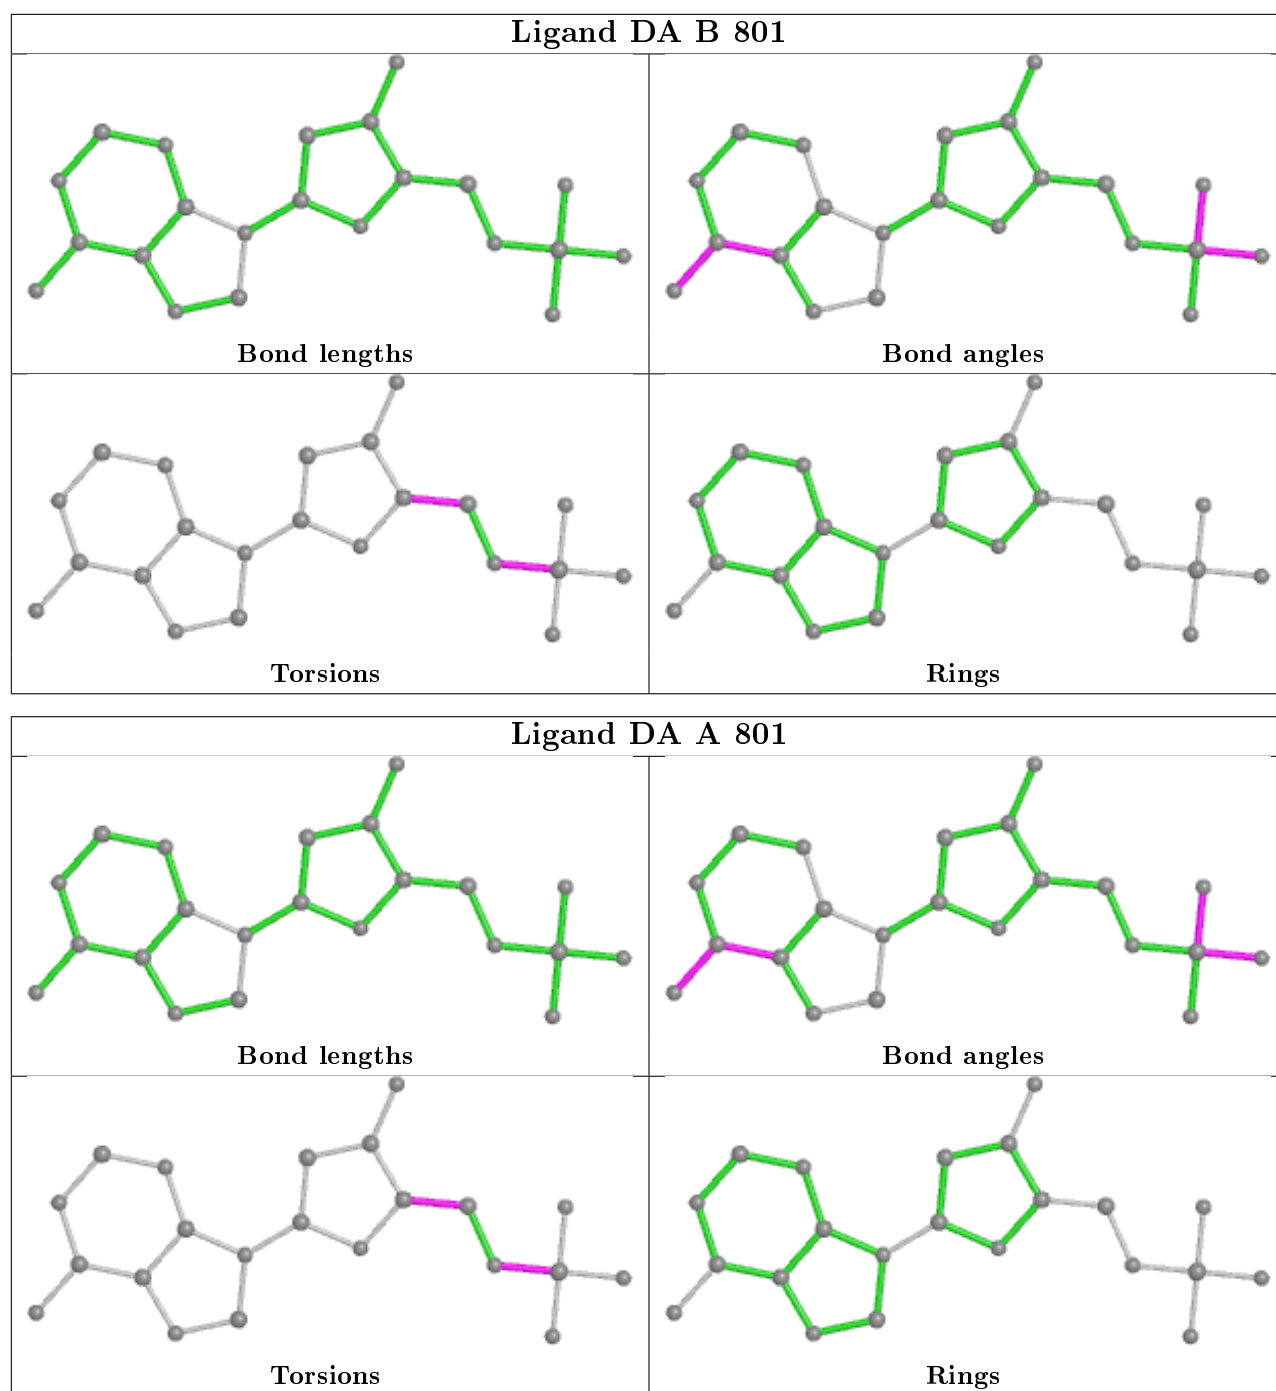 Ligand DA B 801
Bond lengths
Bond angles
Torsions
Rings
Ligand DA A 801
Bond lengths
Bond angles
Torsions
Rings